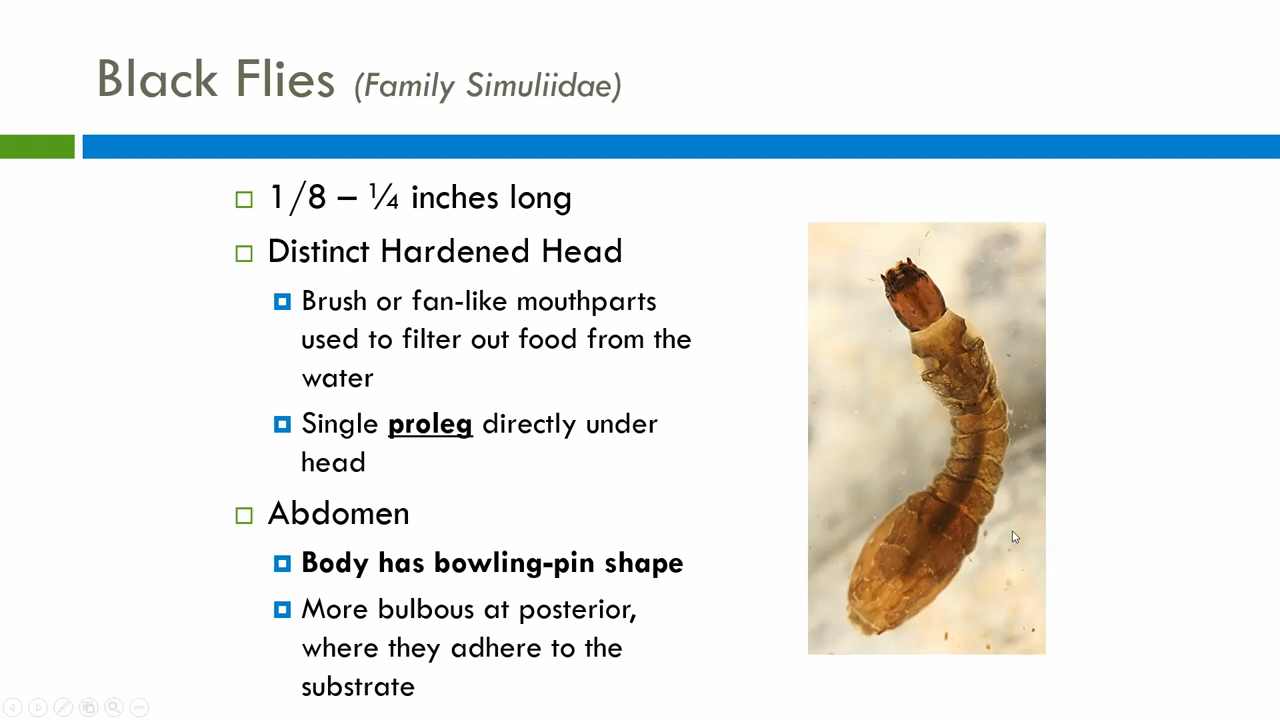 Black Flies (Family Simuliidae)
1/8 – ¼ inches long
Distinct Hardened Head
Brush or fan-like mouthparts
used to filter out food from the
water
Single proleg directly under
head
Abdomen
Body has bowling-pin shape
More bulbous at posterior,
where they adhere to the
substrate